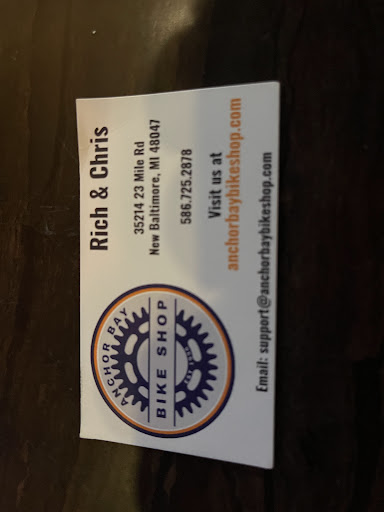 Rich & Chris
35214 23 Mile Rd
New Baltimore, MI 48047
586.725.2878
Visit us at
anchorbaybikeshop.com
Email: support@anchorbaybikeshop.com
ANCHOR BAY
BIKE SHOP